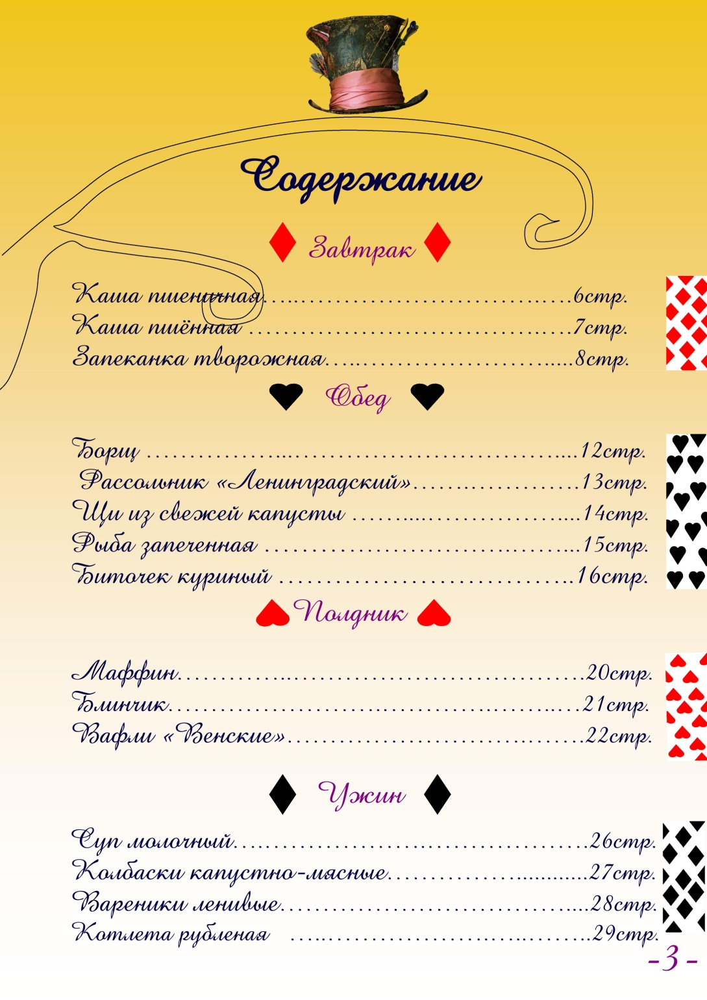 Содержание
Завтрак
Каша пшеничная…..……………………………..….6стр.
Каша пшённая ……………………………..….7стр.
Запеканка творожная…..…………………….....8стр.
Обед
Борщ ……………...…………………………....12стр.
Рассольник «Ленинградский»…….………….13стр.
Щи из свежей капусты ……...………………...14стр.
Рыба запеченная ……………………….……...15стр.
Биточек куриный …………………………..16стр.
Полдник
Маффин…………..………………………………20стр.
Блинчик…………………….…………….…..….21стр.
Вафли «Венские»……………………….…….22стр.
Ужин
Суп молочный….………………….……………….26стр.
Колбаски капустно-мясные……………...........27стр.
Вареники ленивые………………………………....28стр.
Котлета рубленая …..………………….…..……..29стр.
-3-